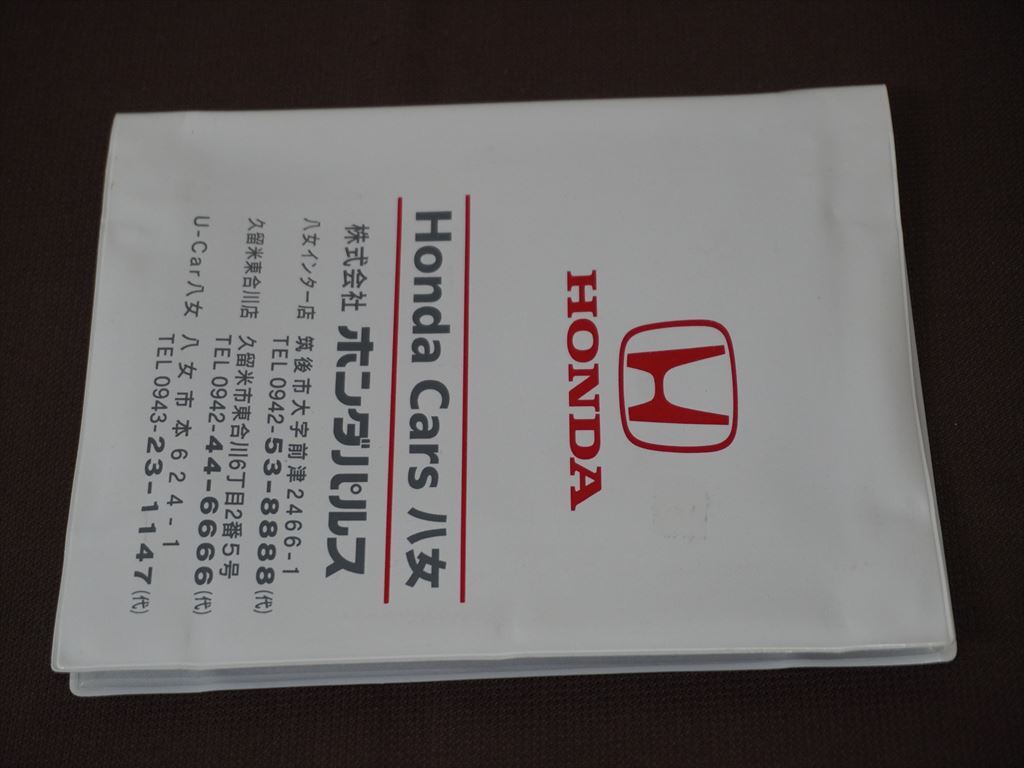 HONDA
Honda Cars 八女
株式会社 ホンダパルス
八女インター店 筑後市大字前津2466-1
TEL 0942-53-8888(代)
久留米東合川店 久留米市東合川6丁目2番5号
TEL 0942-44-6666(代)
U-Car八女 八女市本624-1
TEL 0943-23-1147(代)